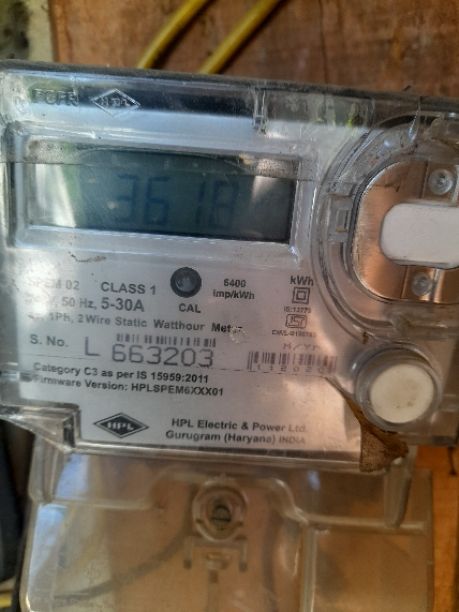 HPL
3618
SPEM 02 CLASS 1
CAL
6400
imp/kWh
kWh
50 Hz, 5-30A
1PH, 2 Wire Static Watthour Meter
S. No. L 663203
M/Yr
Category C3 as per IS 15959:2011
Firmware Version: HPLSPEM6XXX01
HPL
HPL Electric & Power Ltd.
Gurugram (Haryana) INDIA